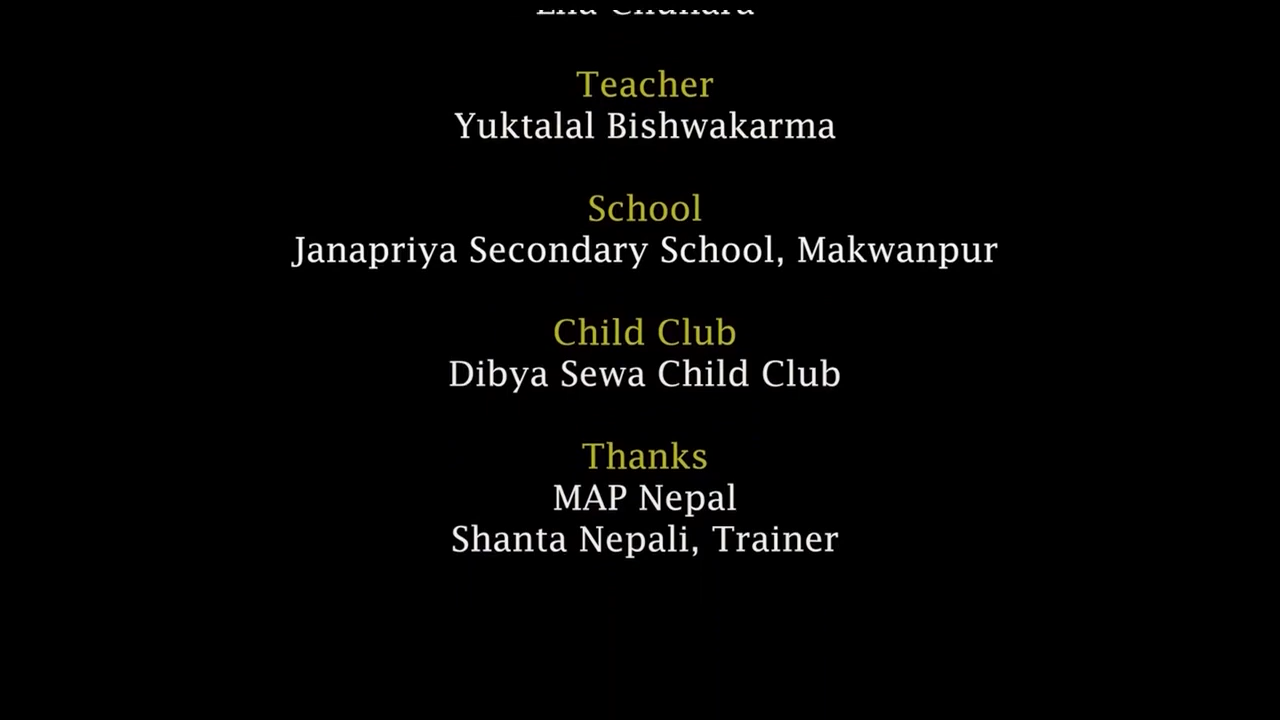 Teacher
Yuktalal Bishwakarma
School
Janapriya Secondary School, Makwanpur
Child Club
Dibya Sewa Child Club
Thanks
MAP Nepal
Shanta Nepali, Trainer